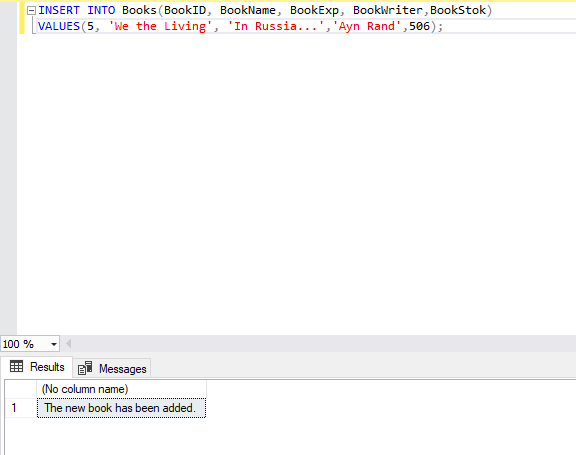 INSERT INTO Books(BookID, BookName, BookExp, BookWriter,BookStok)
VALUES(5, 'We the Living', 'In Russia...','Ayn Rand',506);
100 %
Results Messages
(No column name)
1 The new book has been added.